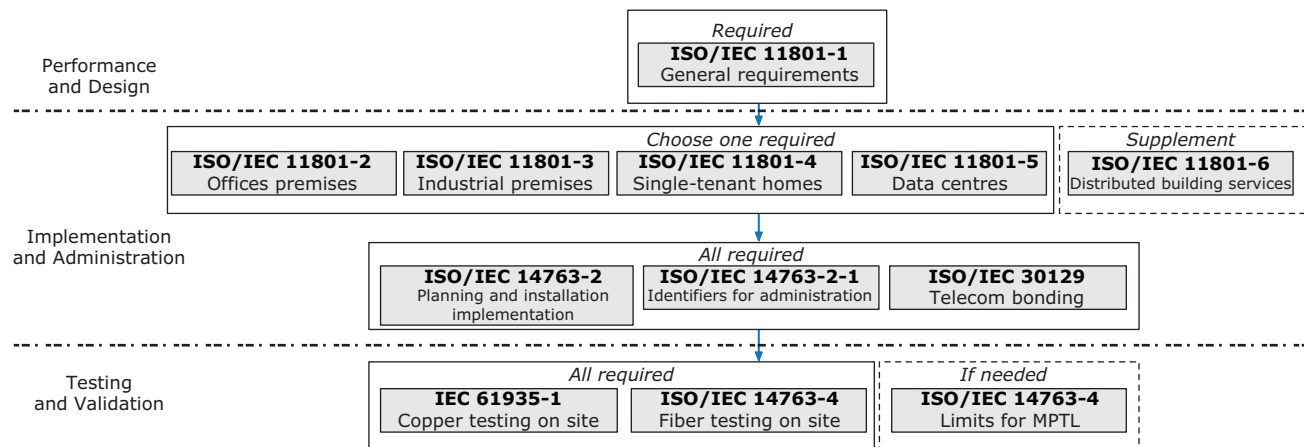 Required
ISO/IEC 11801-1
General requirements
Performance
and Design
Choose one required
ISO/IEC 11801-2
Offices premises
ISO/IEC 11801-3
Industrial premises
ISO/IEC 11801-4
Single-tenant homes
ISO/IEC 11801-5
Data centres
Supplement
ISO/IEC 11801-6
Distributed building services
Implementation
and Administration
All required
ISO/IEC 14763-2
Planning and installation
implementation
ISO/IEC 14763-2-1
Identifiers for administration
ISO/IEC 30129
Telecom bonding
Testing
and Validation
All required
IEC 61935-1
Copper testing on site
ISO/IEC 14763-4
Fiber testing on site
If needed
ISO/IEC 14763-4
Limits for MPTL